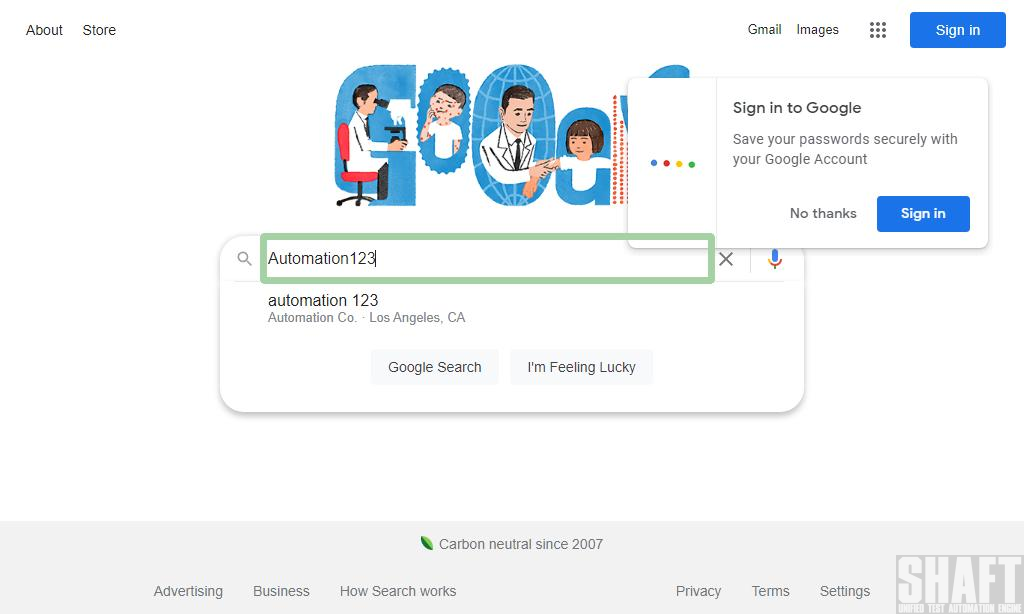 About Store Gmail Images Sign in
Google
Sign in to Google
Save your passwords securely with
your Google Account
No thanks Sign in
Automation123
automation 123
Automation Co. · Los Angeles, CA
Google Search I'm Feeling Lucky
Carbon neutral since 2007
Advertising Business How Search works Privacy Terms Settings
SHAFT
UNIFIED TEST AUTOMATION ENGINE